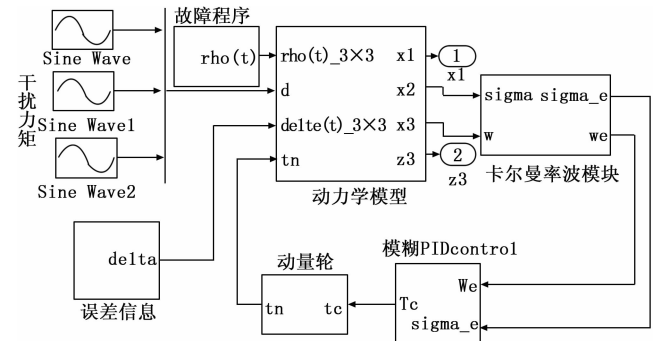 故障程序
rho(t)
Sine Wave
干扰力矩
Sine Wave1
Sine Wave2
rho(t)_3×3
d
delte(t)_3×3
tn
x1
x2
x3
z3
动力学模型
1
x1
2
z3
sigma
sigma_e
w
we
卡尔曼率波模块
delta
误差信息
动量轮
tn
tc
模糊PIDcontrol
We
Tc
sigma_e